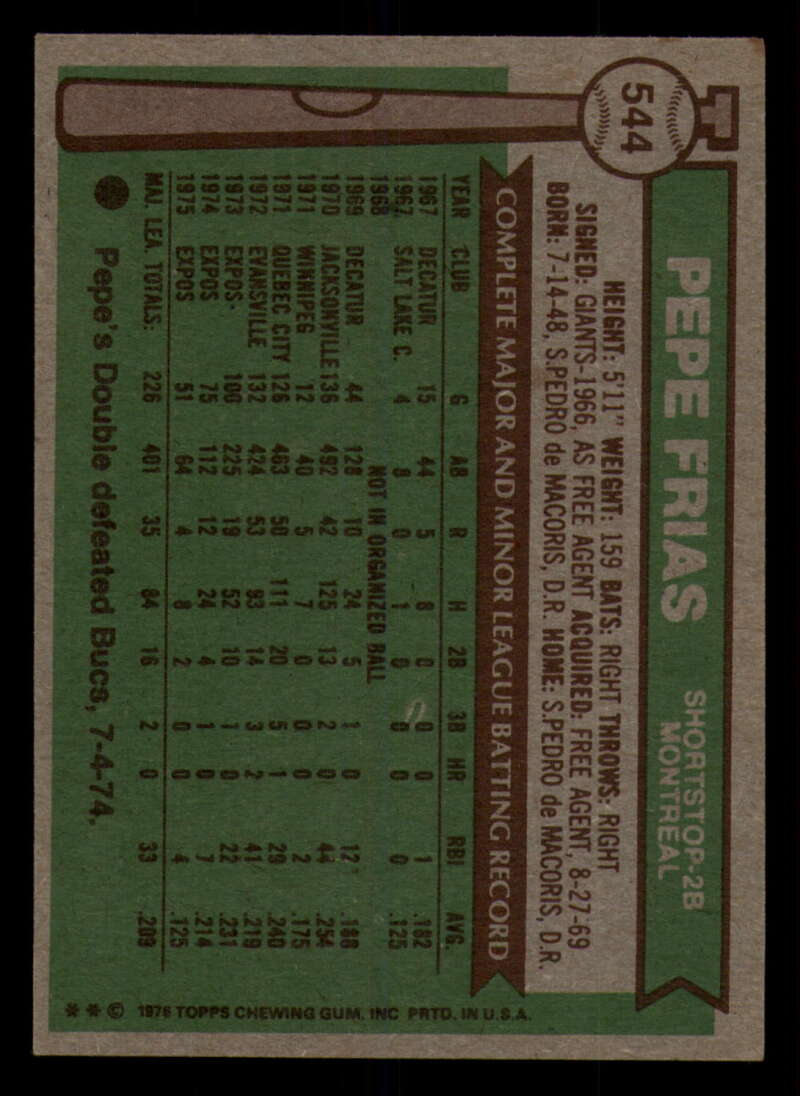 544
PEPE FRIAS
SHORTSTOP-2B
MONTREAL
HEIGHT: 5'11" WEIGHT: 159 BATS: RIGHT THROWS: RIGHT
SIGNED: GIANTS-1966, AS FREE AGENT ACQUIRED: FREE AGENT, 8-27-69
BORN: 7-14-48, S.PEDRO de MACORIS, D.R. HOME: S.PEDRO de MACORIS, D.R.
COMPLETE MAJOR AND MINOR LEAGUE BATTING RECORD
YEAR CLUB G AB R H 2B 3B HR RBI AVG.
1967 DECATUR 15 44 5 8 0 0 0 1 .182
1967 SALT LAKE C. 4 8 0 1 0 0 0 0 .125
1968 NOT IN ORGANIZED BALL
1969 DECATUR 44 128 10 24 5 1 0 12 .188
1970 JACKSONVILLE 136 492 42 125 13 2 0 44 .254
1971 WINNIPEG 12 40 5 7 0 0 0 2 .175
1971 QUEBEC CITY 126 463 50 111 20 5 1 29 .240
1972 EVANSVILLE 132 424 53 93 14 3 2 41 .219
1973 EXPOS 100 225 19 52 10 1 0 22 .231
1974 EXPOS 75 112 12 24 4 1 0 7 .214
1975 EXPOS 51 64 4 8 2 0 0 4 .125
MAJ. LEA. TOTALS: 226 401 35 84 16 2 0 33 .209
Pepe's Double defeated Bucs, 7-4-74.
** © 1976 TOPPS CHEWING GUM, INC PRTD. IN U.S.A.